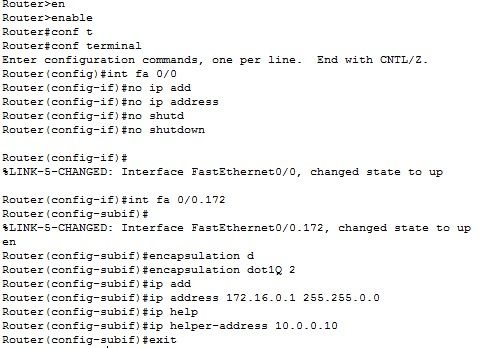 Router>en
Router>enable
Router#conf t
Router#conf terminal
Enter configuration commands, one per line.  End with CNTL/Z.
Router(config)#int fa 0/0
Router(config-if)#no ip add
Router(config-if)#no ip address
Router(config-if)#no shutd
Router(config-if)#no shutdown
Router(config-if)#
%LINK-5-CHANGED: Interface FastEthernet0/0, changed state to up
Router(config-if)#int fa 0/0.172
Router(config-subif)#
%LINK-5-CHANGED: Interface FastEthernet0/0.172, changed state to up
en
Router(config-subif)#encapsulation d
Router(config-subif)#encapsulation dot1Q 2
Router(config-subif)#ip add
Router(config-subif)#ip address 172.16.0.1 255.255.0.0
Router(config-subif)#ip help
Router(config-subif)#ip helper-address 10.0.0.10
Router(config-subif)#exit